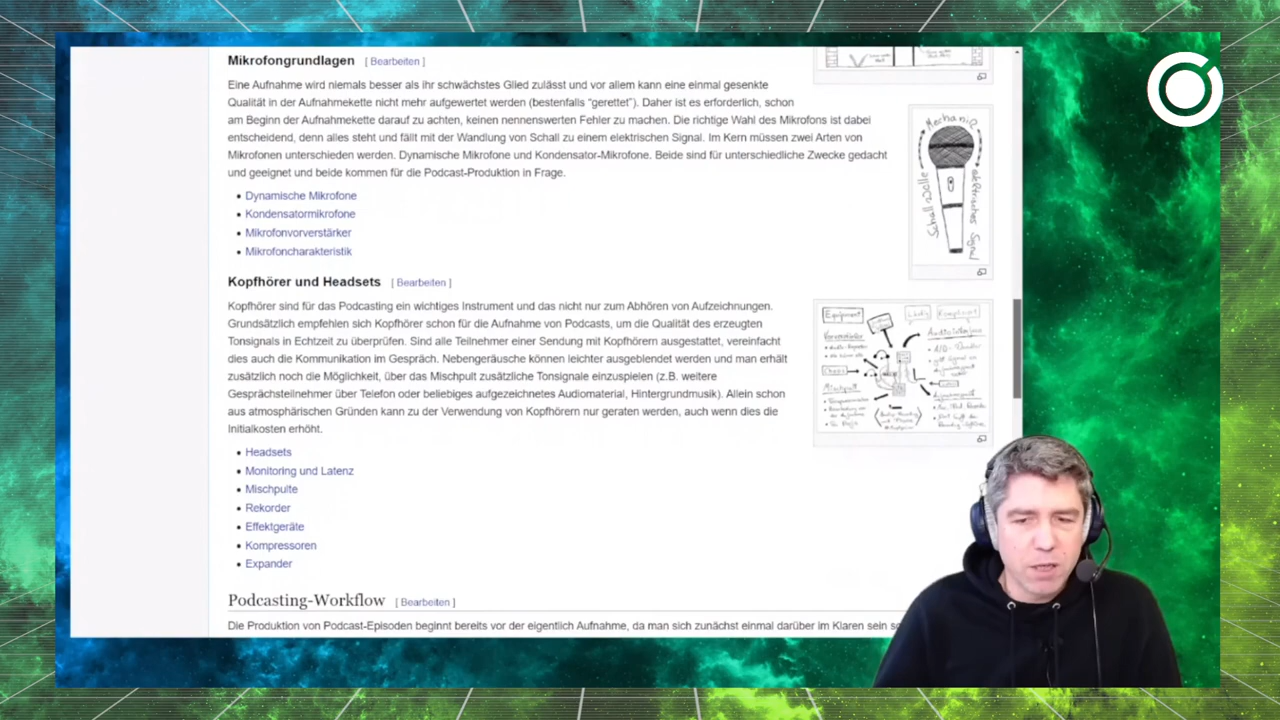 Mikrofongrundlagen [ Bearbeiten ]
Eine Aufnahme wird niemals besser als ihr schwächstes Glied zulässt und vor allem kann eine einmal gesenkte
Qualität in der Aufnahmekette nicht mehr aufgewertet werden (bestenfalls “gerettet”). Daher ist es erforderlich, schon
am Beginn der Aufnahmekette darauf zu achten, keinen nennenswerten Fehler zu machen. Die richtige Wahl des Mikrofons ist dabei
entscheidend, denn alles steht und fällt mit der Wandlung von Schall zu einem elektrischen Signal. Im Kern müssen zwei Arten von
Mikrofonen unterschieden werden. Dynamische Mikrofone und Kondensator-Mikrofone. Beide sind für unterschiedliche Zwecke gedacht
und geeignet und beide kommen für die Podcast-Produktion in Frage.
Mechanik
Schallwelle
elektrisches Signal
Dynamische Mikrofone
Kondensatormikrofone
Mikrofonvorverstärker
Mikrofoncharakteristik
Kopfhörer und Headsets [ Bearbeiten ]
Kopfhörer sind für das Podcasting ein wichtiges Instrument und das nicht nur zum Abhören von Aufzeichnungen.
Grundsätzlich empfehlen sich Kopfhörer schon für die Aufnahme von Podcasts, um die Qualität des erzeugten
Tonsignals in Echtzeit zu überprüfen. Sind alle Teilnehmer einer Sendung mit Kopfhörern ausgestattet, vereinfacht
dies auch die Kommunikation im Gespräch. Nebengeräusche können leichter ausgeblendet werden und man erhält
zusätzlich noch die Möglichkeit, über das Mischpult zusätzliche Tonsignale einzuspielen (z.B. weitere
Gesprächsteilnehmer über Telefon oder beliebiges aufgezeichnetes Audiomaterial, Hintergrundmusik). Allein schon
aus atmosphärischen Gründen kann zu der Verwendung von Kopfhörern nur geraten werden, auch wenn dies die
Initialkosten erhöht.
Equipment
Audiointerface
Mischpult
Headsets
Monitoring und Latenz
Mischpulte
Rekorder
Effektgeräte
Kompressoren
Expander
Podcasting-Workflow [ Bearbeiten ]
Die Produktion von Podcast-Episoden beginnt bereits vor der eigentlich Aufnahme, da man sich zunächst einmal darüber im Klaren sein